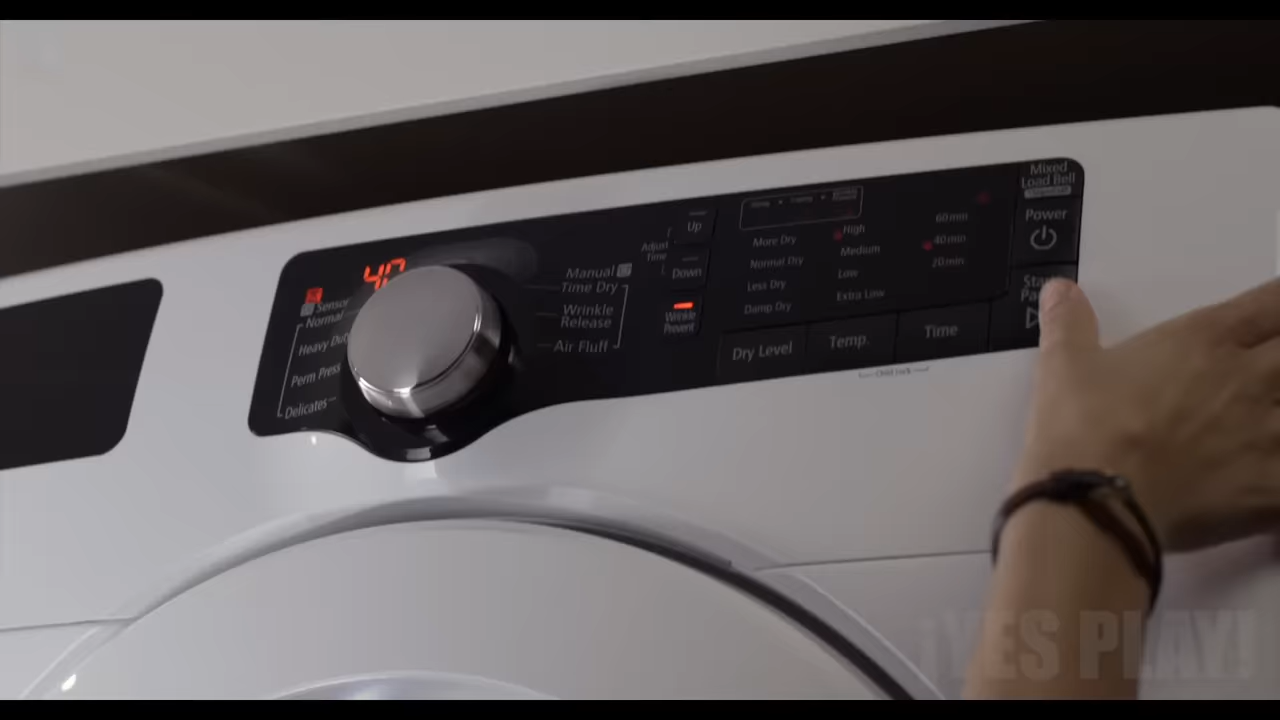 40
Sensor
Normal
Heavy Duty
Perm Press
Delicates
Manual
Time Dry
Wrinkle
Release
Air Fluff
Adjust
Time
Up
Down
Wrinkle
Prevent
More Dry
Normal Dry
Less Dry
Damp Dry
High
Medium
Low
Extra Low
60 min
40 min
20 min
Dry Level
Temp.
Time
Child Lock
Mixed
Load Bell
Power
¡YES PLAY!